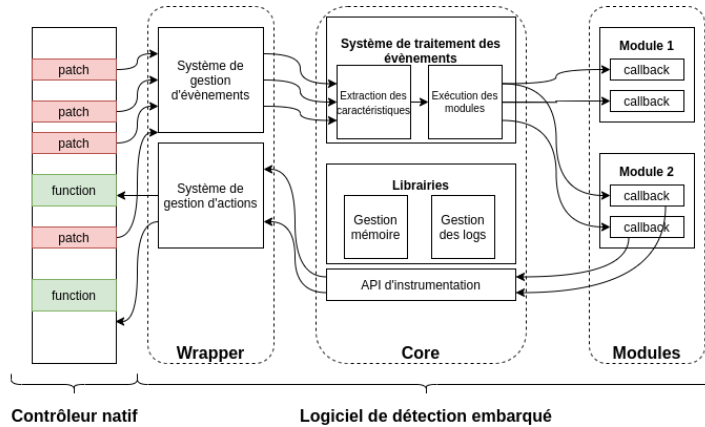 patch
patch
patch
function
patch
function
Système de
gestion
d'évènements
Système de
gestion d'actions
Wrapper
Système de traitement des
évènements
Extraction des
caractéristiques
Exécution des
modules
Librairies
Gestion
mémoire
Gestion
des logs
API d'instrumentation
Core
Module 1
callback
callback
Module 2
callback
callback
Modules
Contrôleur natif
Logiciel de détection embarqué